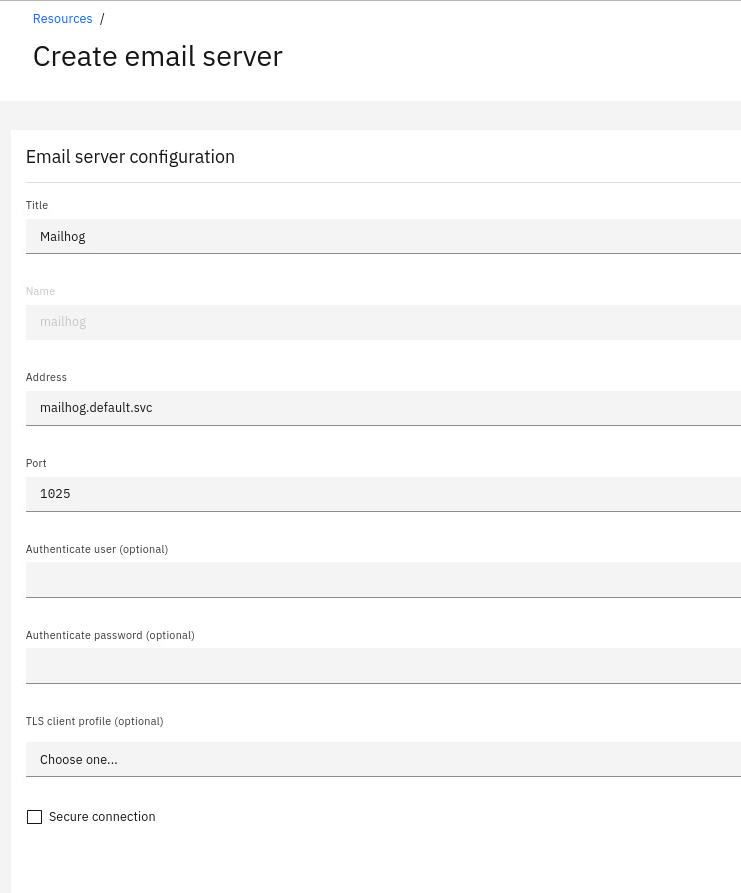 Resources /
Create email server
Email server configuration
Title
Mailhog
Name
mailhog
Address
mailhog.default.svc
Port
1025
Authenticate user (optional)
Authenticate password (optional)
TLS client profile (optional)
Choose one...
Secure connection